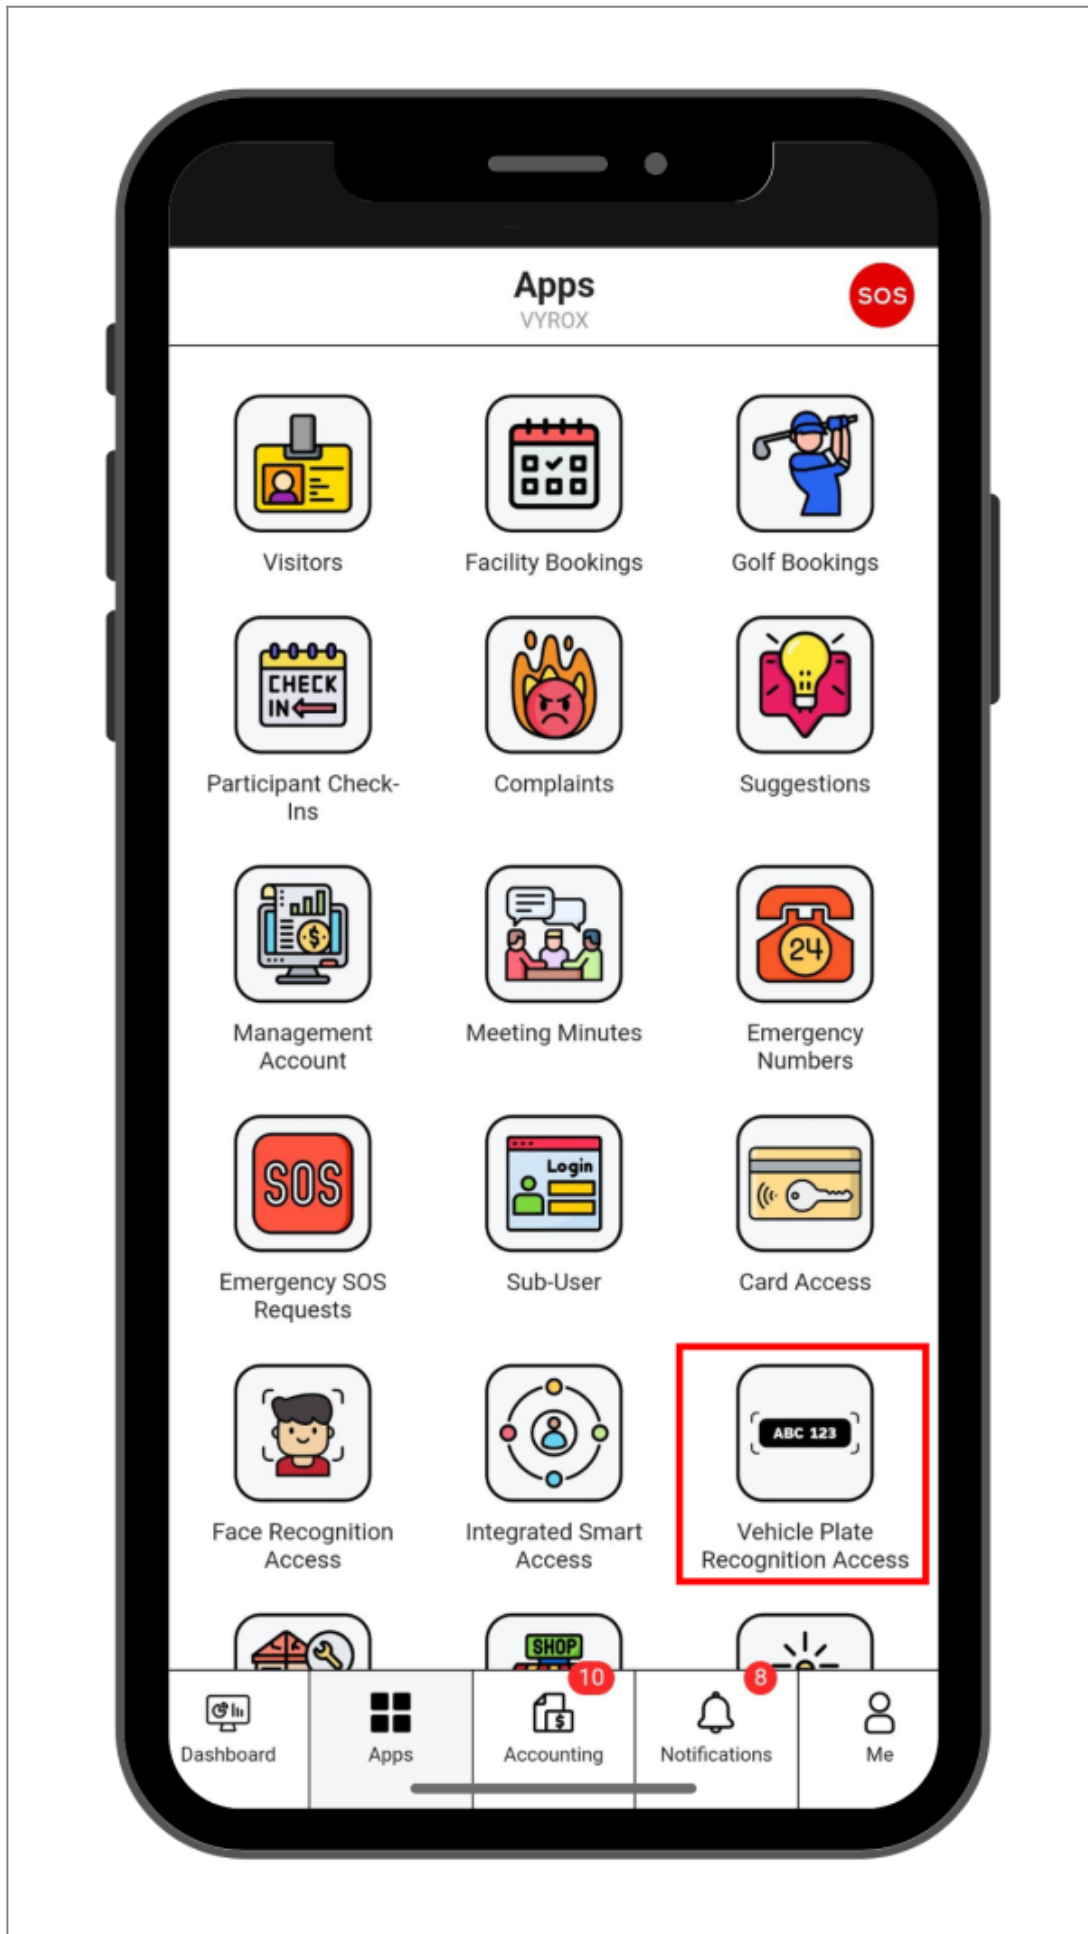 Apps
VYROX
SOS
Visitors
Facility Bookings
Golf Bookings
CHECK
IN
Participant Check-
Ins
Complaints
Suggestions
$
Management
Account
Meeting Minutes
24
Emergency
Numbers
SOS
Emergency SOS
Requests
Login
Sub-User
Card Access
Face Recognition
Access
Integrated Smart
Access
ABC 123
Vehicle Plate
Recognition Access
SHOP
Dashboard
Apps
10
$
Accounting
8
Notifications
Me